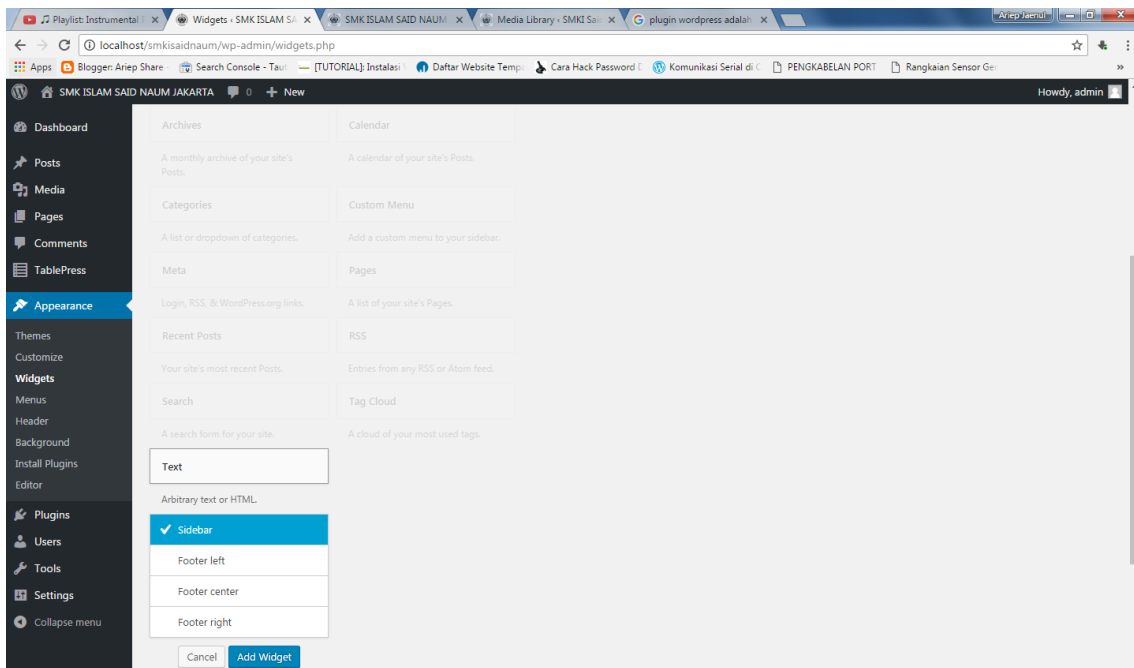 Playlist: Instrumental
Widgets ‹ SMK ISLAM SA
SMK ISLAM SAID NAUM
Media Library ‹ SMKI Sai
plugin wordpress adalah
Ariep Jaenul
localhost/smkisaidnaum/wp-admin/widgets.php
Apps
Blogger: Ariep Share -
Search Console - Taut
[TUTORIAL]: Instalasi
Daftar Website Temp
Cara Hack Password
Komunikasi Serial di
PENGKABELAN PORT
Rangkaian Sensor Ge
»
SMK ISLAM SAID NAUM JAKARTA
0
New
Howdy, admin
Dashboard
Posts
Media
Pages
Comments
TablePress
Appearance
Themes
Customize
Widgets
Menus
Header
Background
Install Plugins
Editor
Plugins
Users
Tools
Settings
Collapse menu
Archives
A monthly archive of your site's
Posts.
Calendar
A calendar of your site's Posts.
Categories
A list or dropdown of categories.
Custom Menu
Add a custom menu to your sidebar.
Meta
Login, RSS, & WordPress.org links.
Pages
A list of your site's Pages.
Recent Posts
Your site's most recent Posts.
RSS
Entries from any RSS or Atom feed.
Search
A search form for your site.
Tag Cloud
A cloud of your most used tags.
Text
Arbitrary text or HTML.
Sidebar
Footer left
Footer center
Footer right
Cancel
Add Widget